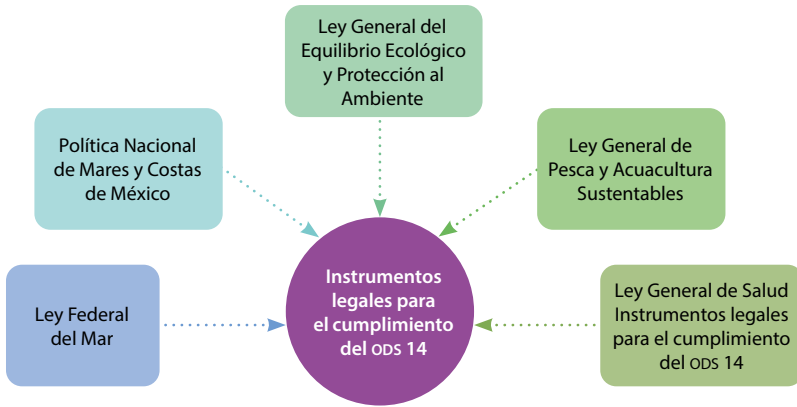 Ley General del
Equilibrio Ecológico
y Protección al
Ambiente
Política Nacional
de Mares y Costas
de México
Ley General de
Pesca y Acuacultura
Sustentables
Ley Federal
del Mar
Instrumentos
legales para
el cumplimiento
del ODS 14
Ley General de Salud
Instrumentos legales
para el cumplimiento
del ODS 14